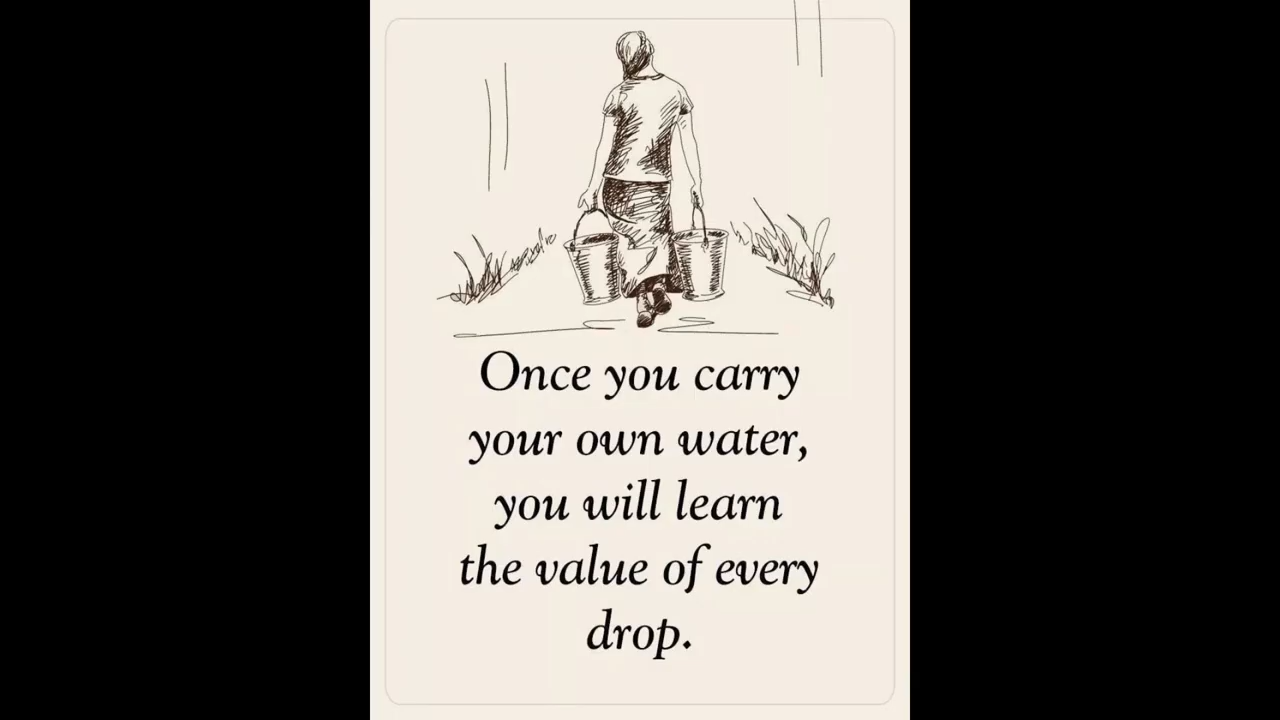 Once you carry
your own water,
you will learn
the value of every
drop.